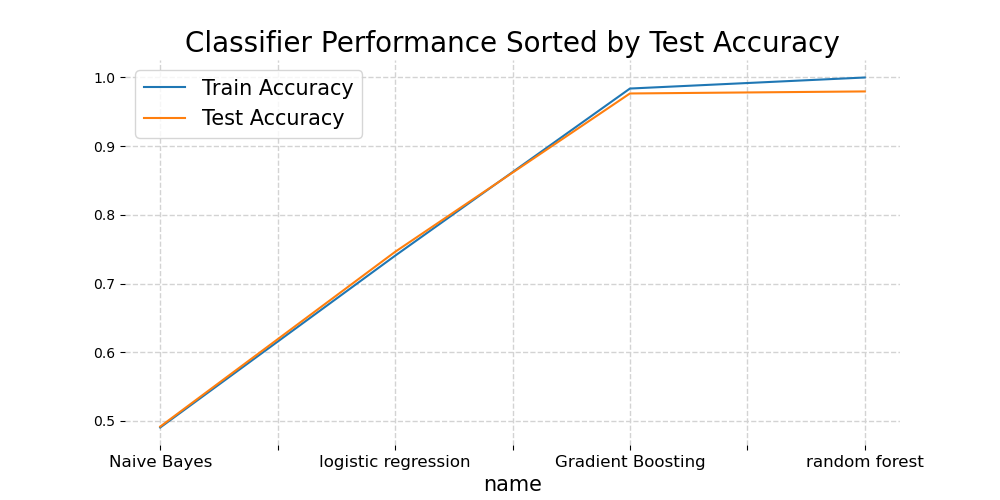 Classifier Performance Sorted by Test Accuracy
Train Accuracy
Test Accuracy
1.0
0.9
0.8
0.7
0.6
0.5
Naive Bayes logistic regression Gradient Boosting random forest
name